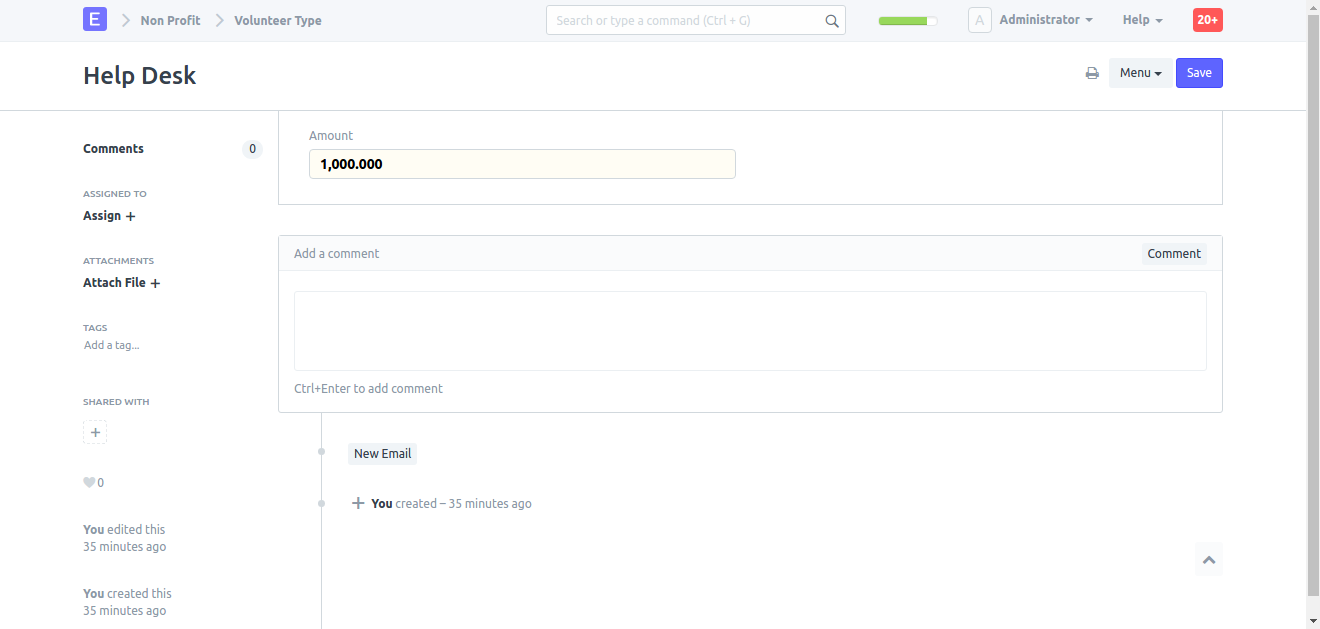 E Non Profit Volunteer Type Search or type a command (Ctrl + G) A Administrator Help 20+
Help Desk Menu Save
Comments 0
ASSIGNED TO
Assign +
ATTACHMENTS
Attach File +
TAGS
Add a tag...
SHARED WITH
+
0
You edited this
35 minutes ago
You created this
35 minutes ago
Amount
1,000.000
Add a comment Comment
Ctrl+Enter to add comment
New Email
+ You created – 35 minutes ago